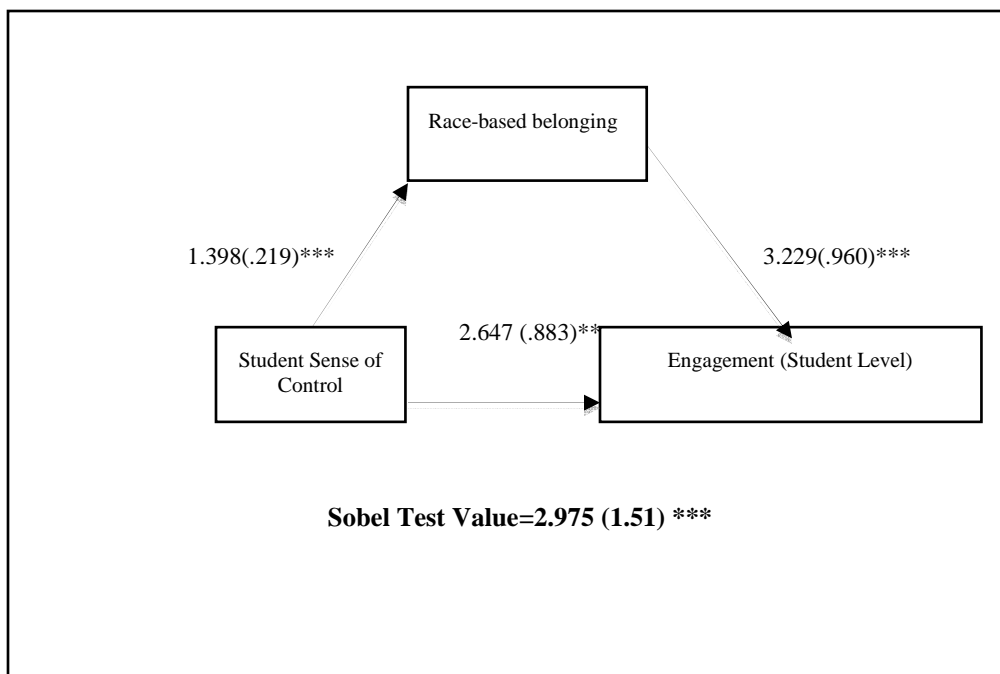 Race-based belonging
1.398(.219)***
3.229(.960)***
2.647 (.883)**
Student Sense of
Control
Engagement (Student Level)
Sobel Test Value=2.975 (1.51) ***